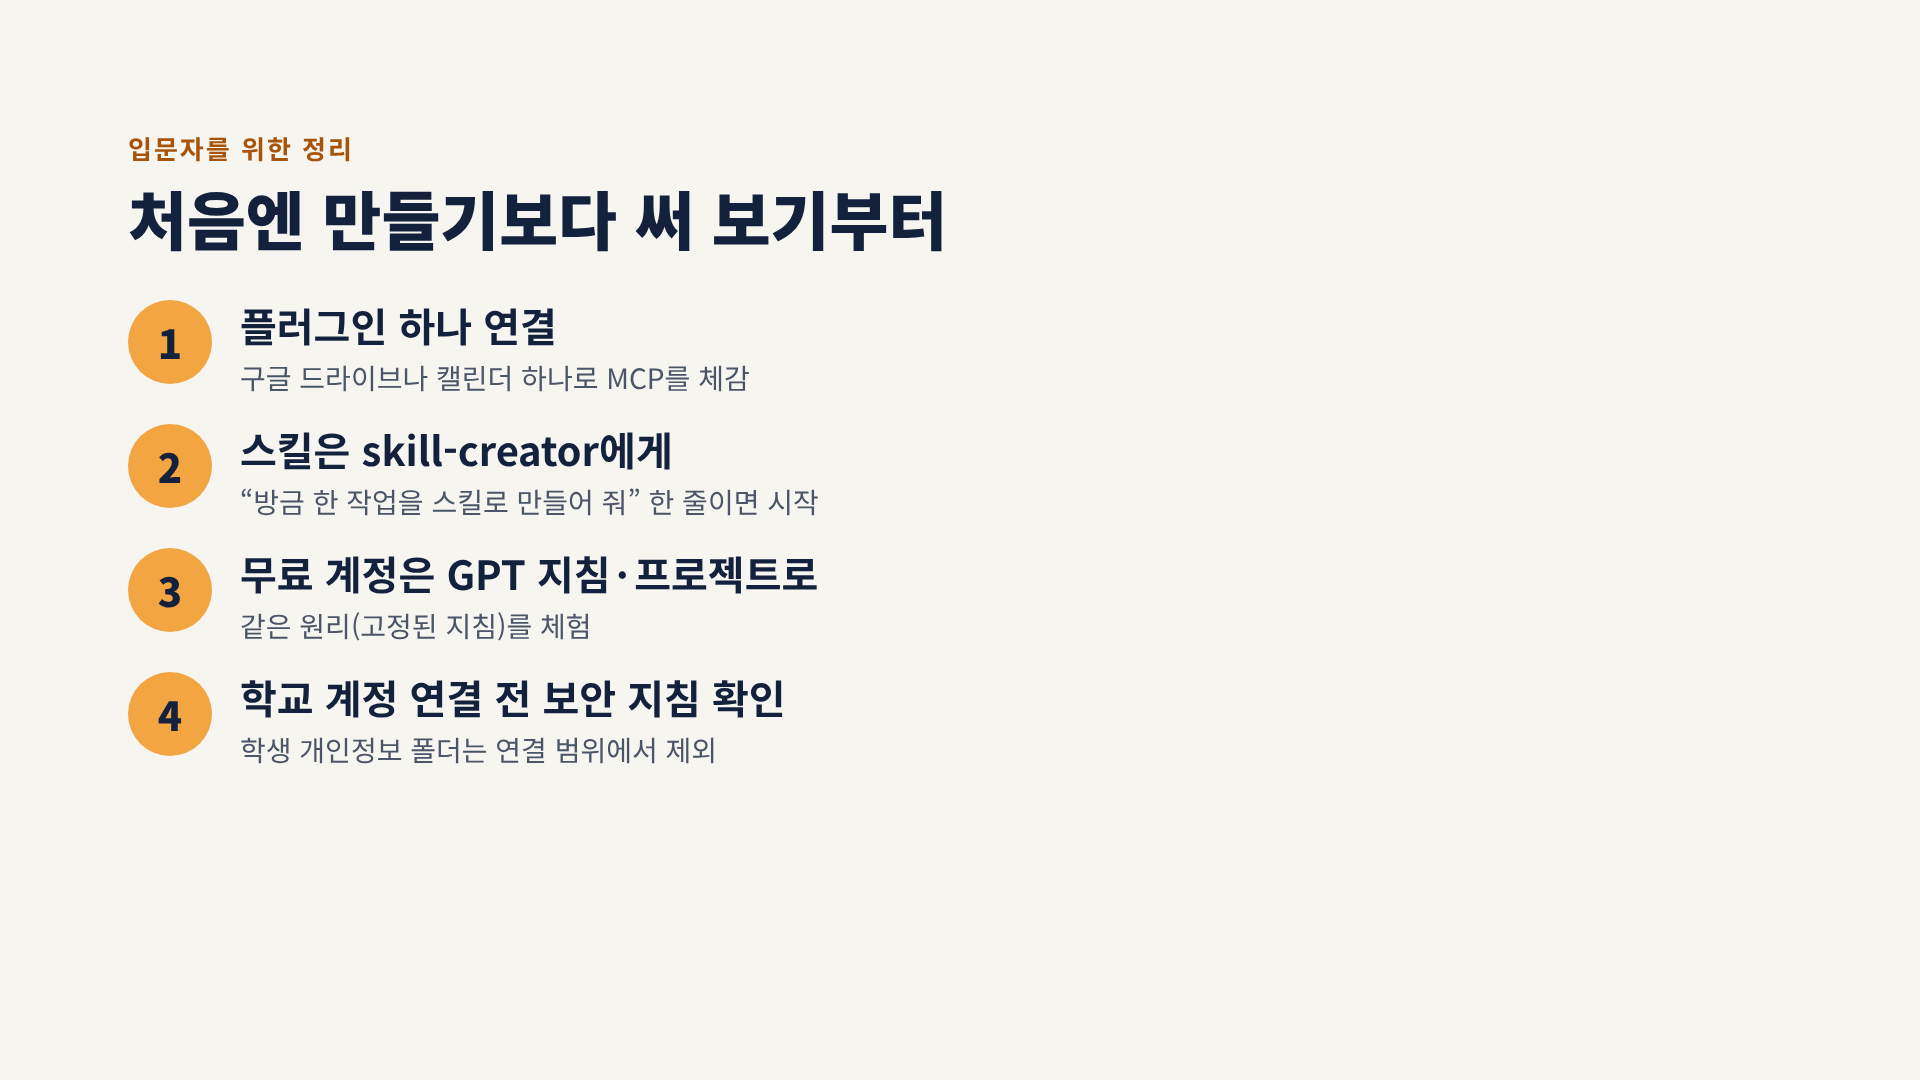 입문자를 위한 정리
처음엔 만들기보다 써 보기부터
1
플러그인 하나 연결
구글 드라이브나 캘린더 하나로 MCP를 체감
2
스킬은 skill-creator에게
“방금 한 작업을 스킬로 만들어 줘” 한 줄이면 시작
3
무료 계정은 GPT 지침·프로젝트로
같은 원리(고정된 지침)를 체험
4
학교 계정 연결 전 보안 지침 확인
학생 개인정보 폴더는 연결 범위에서 제외